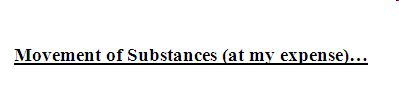 Movement of Substances (at my expense)…